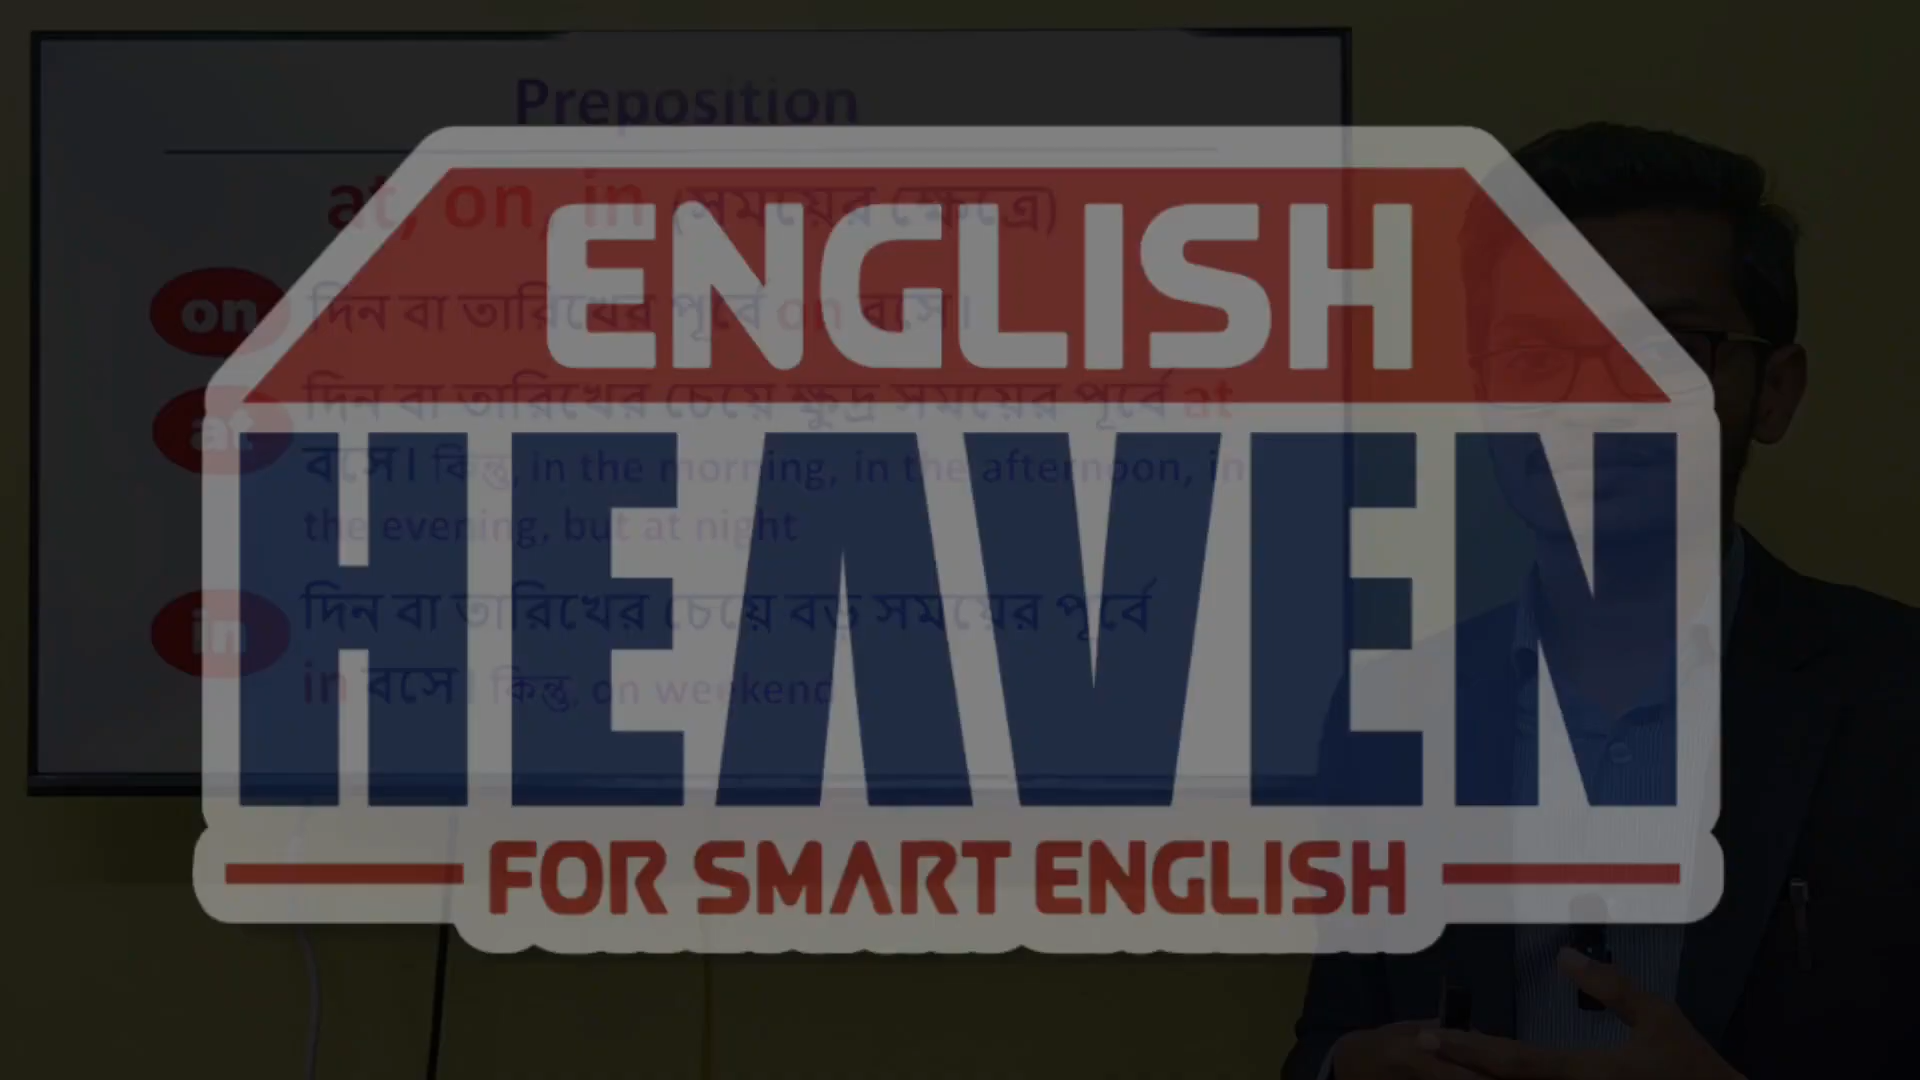 Preposition
at, on, in (সময়ের ক্ষেত্রে)
on দিন বা তারিখের পূর্বে on বসে।
at দিন বা তারিখের চেয়ে ক্ষুদ্র সময়ের পূর্বে at
বসে। কিন্তু, in the morning, in the afternoon, in
the evening, but at night
in দিন বা তারিখের চেয়ে বড় সময়ের পূর্বে
in বসে। কিন্তু, on weekend
ENGLISH
HEAVEN
FOR SMART ENGLISH